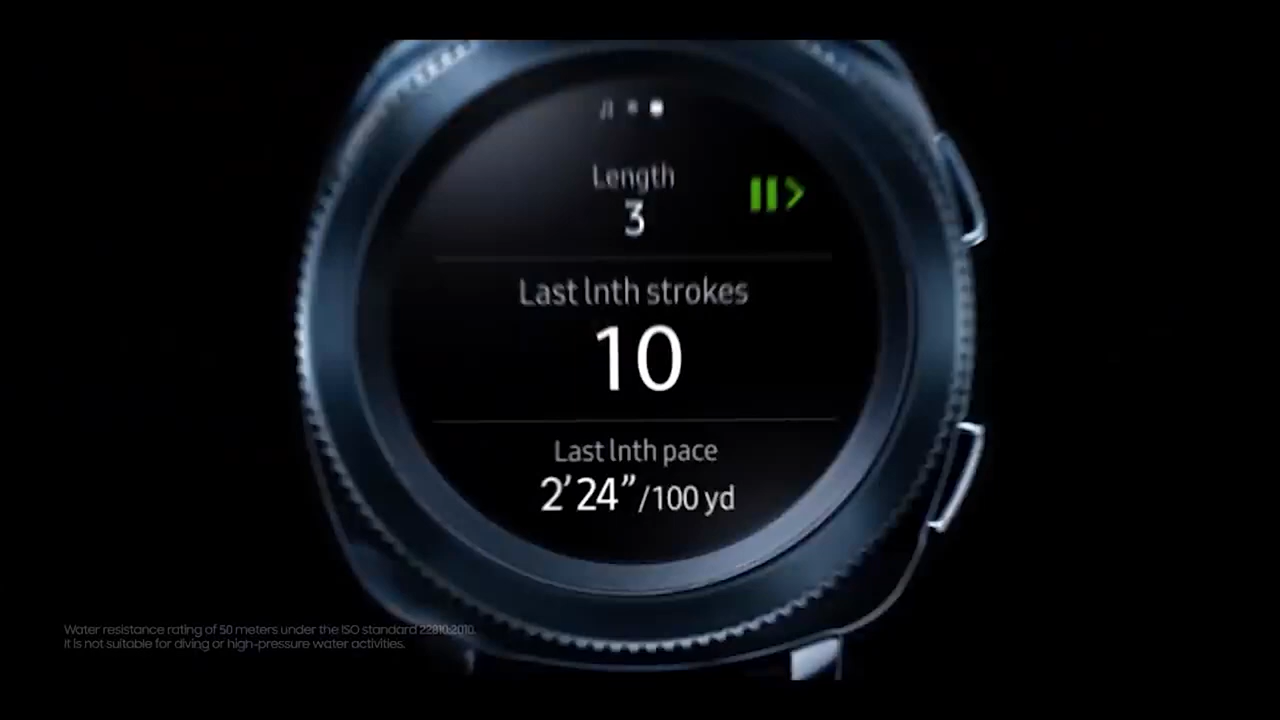 Length
3
Last lnth strokes
10
Last lnth pace
2’24”/100 yd
Water resistance rating of 50 meters under the ISO standard 22810:2010.
It is not suitable for diving or high-pressure water activities.